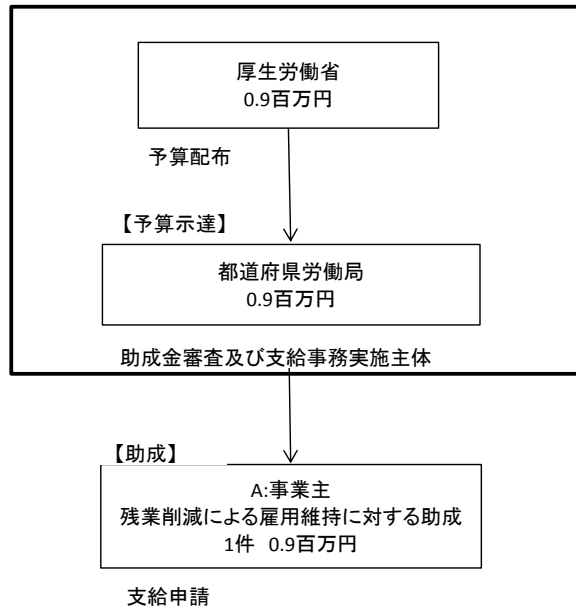 厚生労働省
0.9百万円
予算配布
【予算示達】
都道府県労働局
0.9百万円
助成金審査及び支給事務実施主体
【助成】
A:事業主
残業削減による雇用維持に対する助成
1件 0.9百万円
支給申請